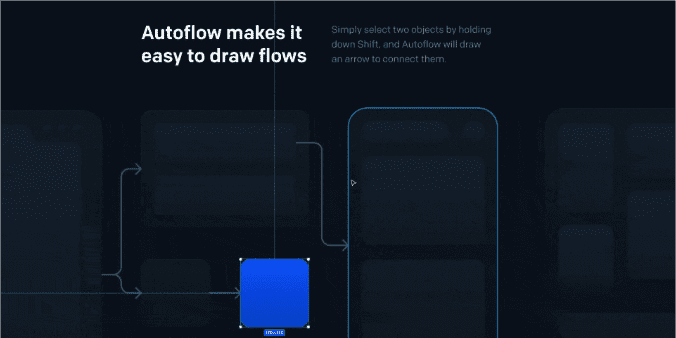 Autoflow makes it
easy to draw flows
Simply select two objects by holding
down Shift, and Autoflow will draw
an arrow to connect them.